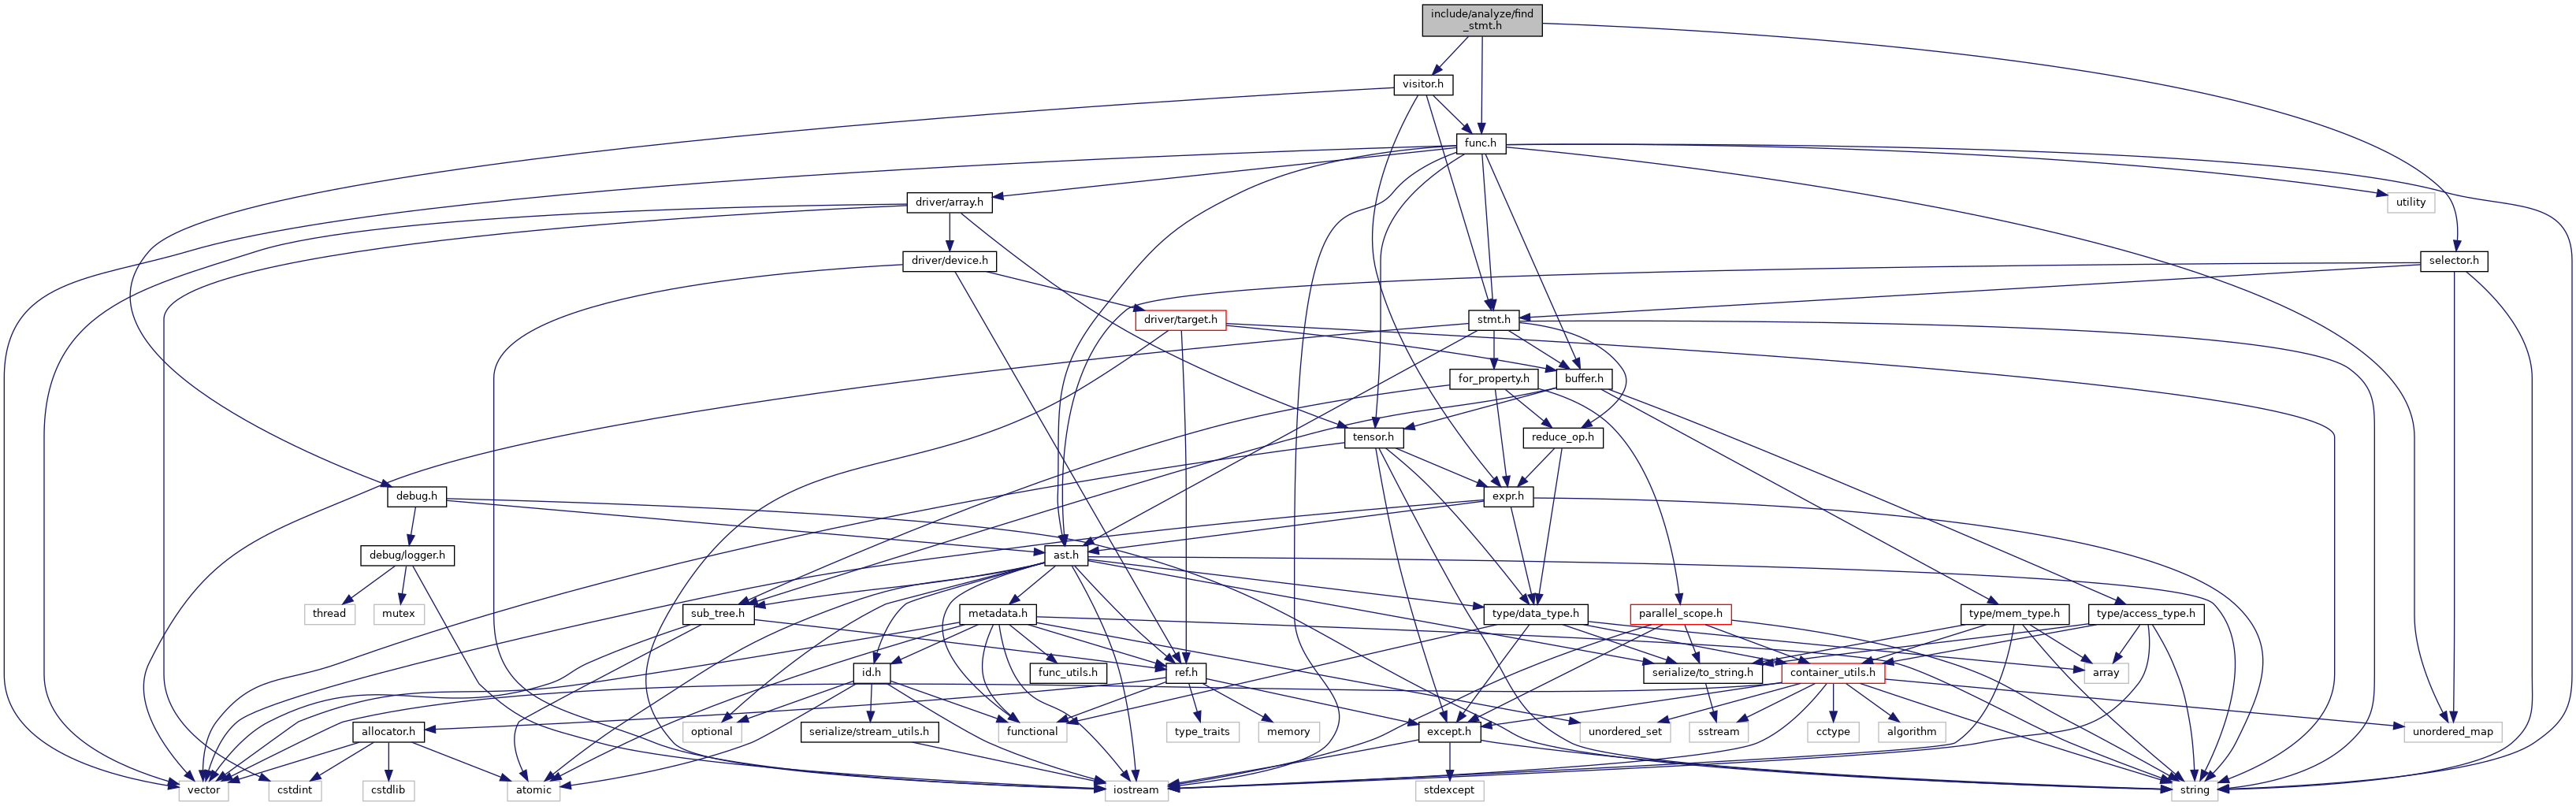 include/analyze/find
_stmt.h
visitor.h
func.h
driver/array.h
utility
driver/device.h
selector.h
driver/target.h
stmt.h
for_property.h
buffer.h
tensor.h
reduce_op.h
debug.h
expr.h
debug/logger.h
ast.h
thread
mutex
sub_tree.h
metadata.h
type/data_type.h
parallel_scope.h
type/mem_type.h
type/access_type.h
id.h
func_utils.h
ref.h
serialize/to_string.h
container_utils.h
array
allocator.h
optional
serialize/stream_utils.h
functional
type_traits
memory
except.h
unordered_set
sstream
cctype
algorithm
unordered_map
vector
cstdint
cstdlib
atomic
iostream
stdexcept
string